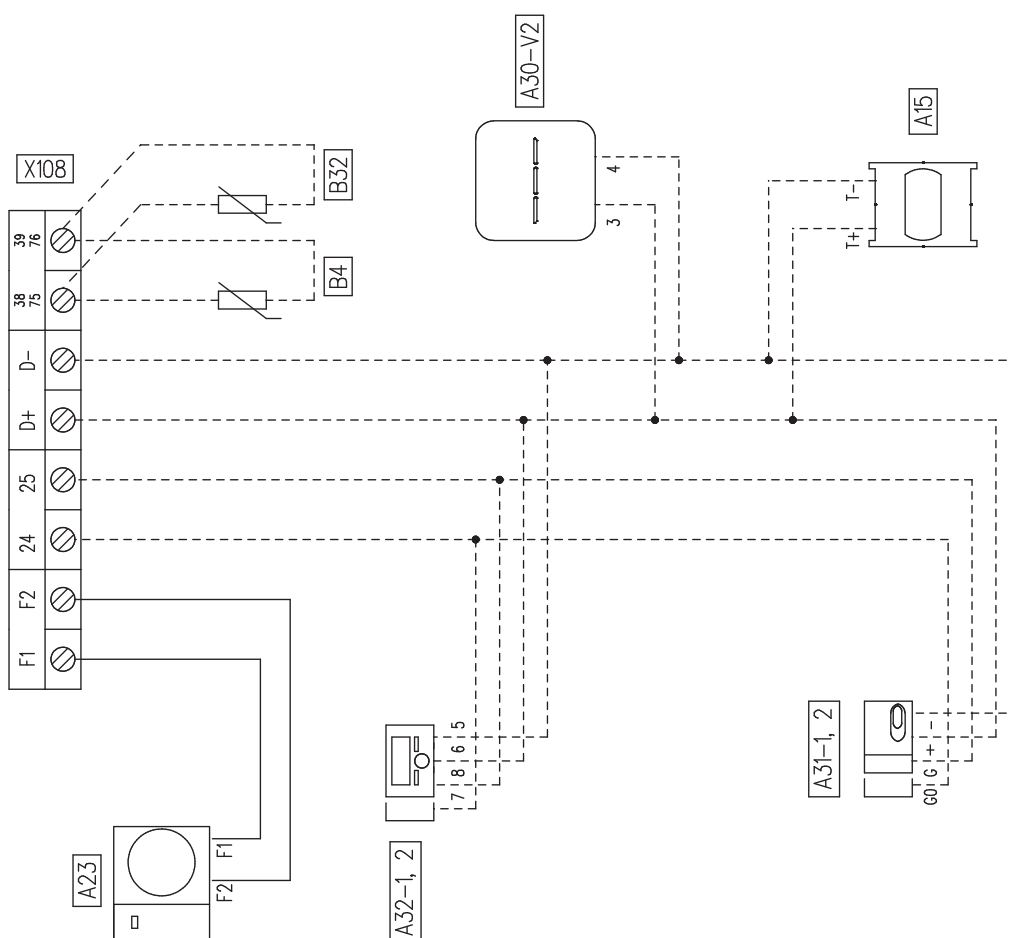 X108
39
76
38
75
D-
D+
25
24
F2
F1
B32
B4
A30-V2
4
3
A15
T-
T+
A23
F1
F2
A32-1, 2
5
6
8
7
A31-1, 2
-
+
G
G0